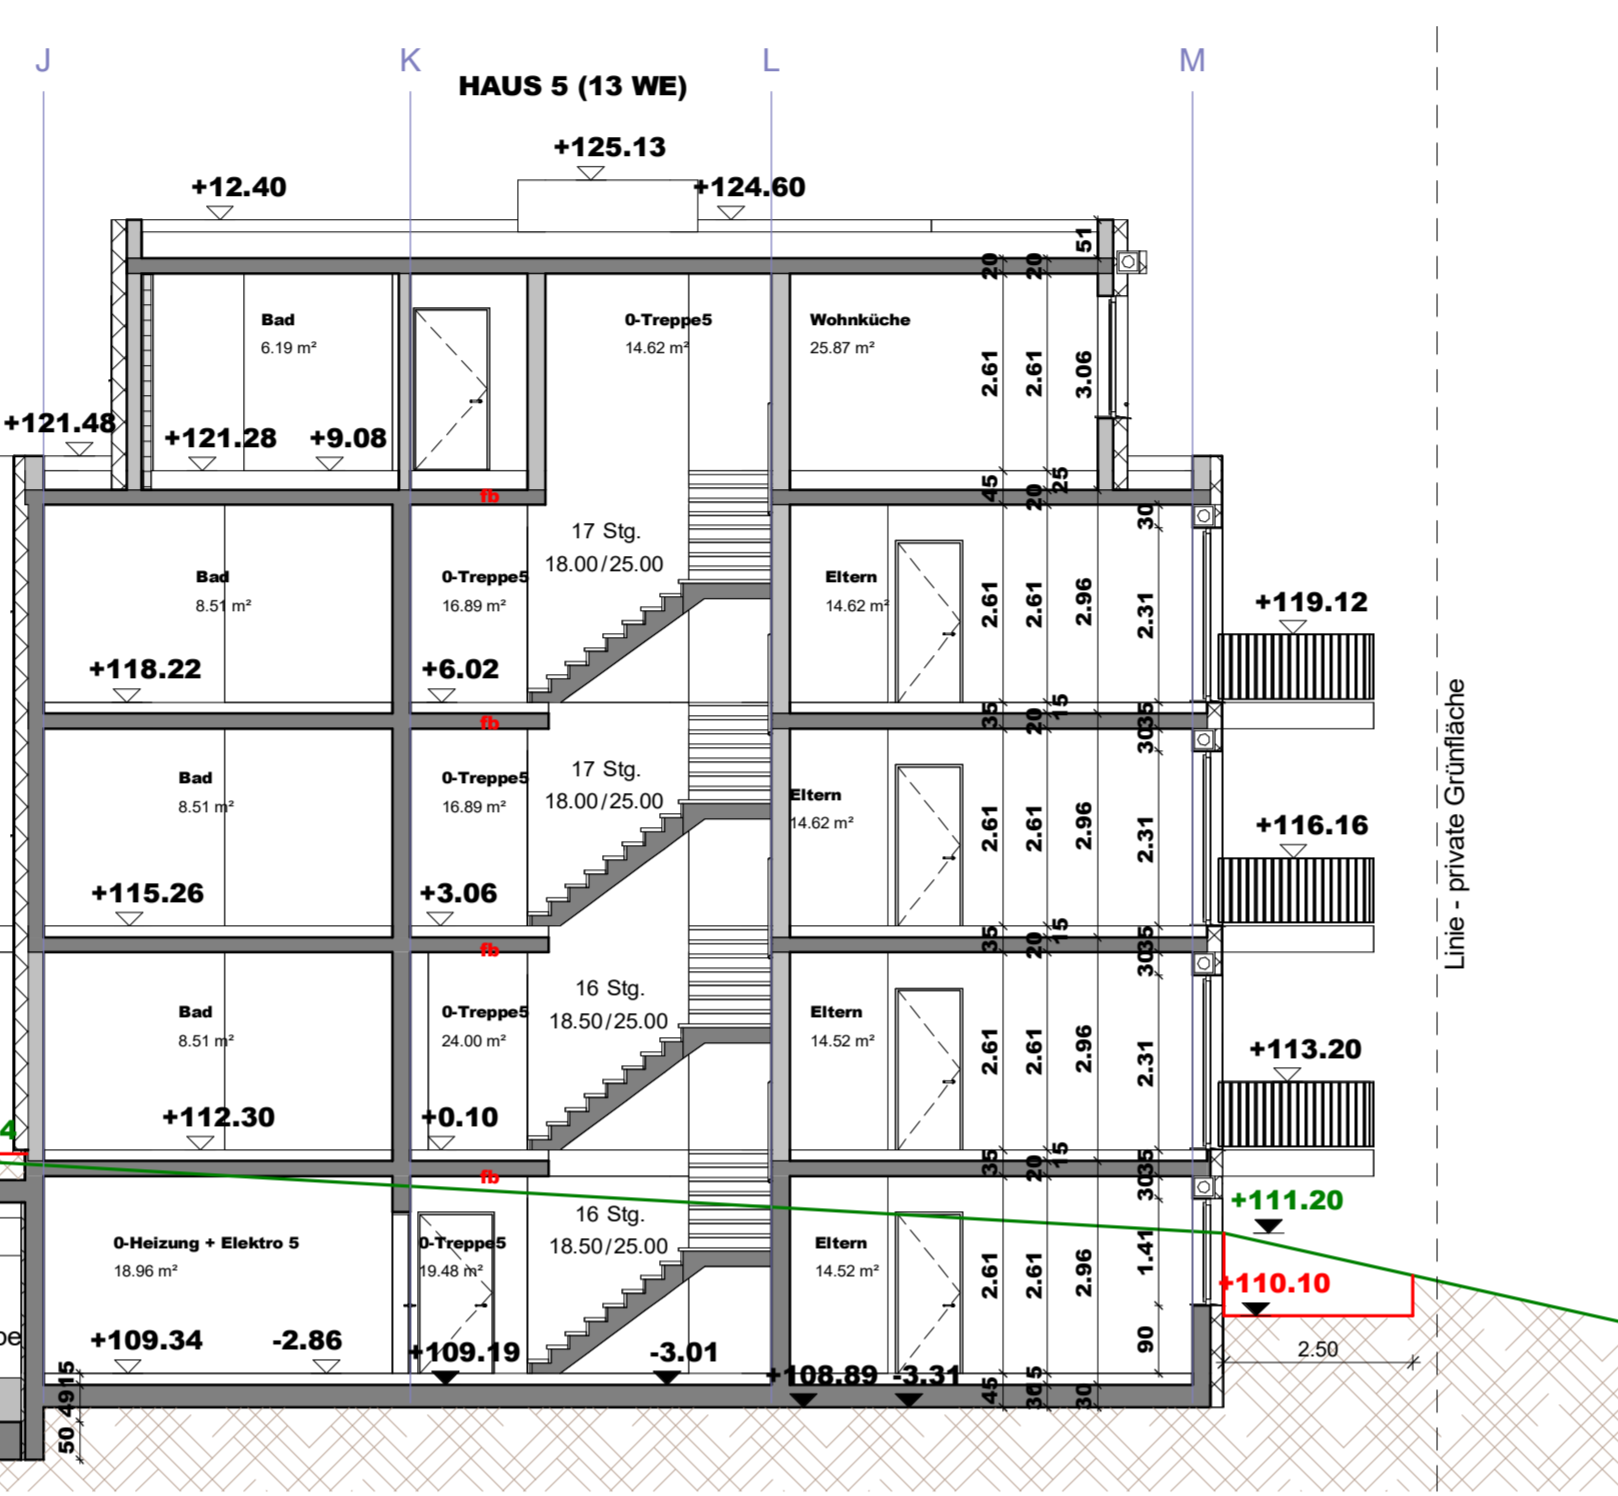 J
K
L
M
HAUS 5 (13 WE)
+125.13
+12.40
+124.60
51
20
20
Bad
6.19 m²
0-Treppe5
14.62 m²
Wohnküche
25.87 m²
2.61
2.61
3.06
+121.48
+121.28
+9.08
fb
45
20
25
30
17 Stg.
18.00/25.00
Bad
8.51 m²
0-Treppe5
16.89 m²
Eltern
14.62 m²
2.61
2.61
2.96
2.31
+119.12
+118.22
+6.02
fb
35
20
15
35
30
17 Stg.
18.00/25.00
Bad
8.51 m²
0-Treppe5
16.89 m²
Eltern
14.62 m²
2.61
2.61
2.96
2.31
+116.16
Linie - private Grünfläche
+115.26
+3.06
fb
35
20
15
35
30
16 Stg.
18.50/25.00
Bad
8.51 m²
0-Treppe5
24.00 m²
Eltern
14.52 m²
2.61
2.61
2.96
2.31
+113.20
+112.30
+0.10
4
fb
35
20
15
35
30
+111.20
16 Stg.
18.50/25.00
0-Heizung + Elektro 5
18.96 m²
0-Treppe5
19.48 m²
Eltern
14.52 m²
2.61
2.61
2.96
1.41
+110.10
90
2.50
pe
+109.34
-2.86
+109.19
-3.01
+108.89
-3.31
15
49
50
45
30
15
30